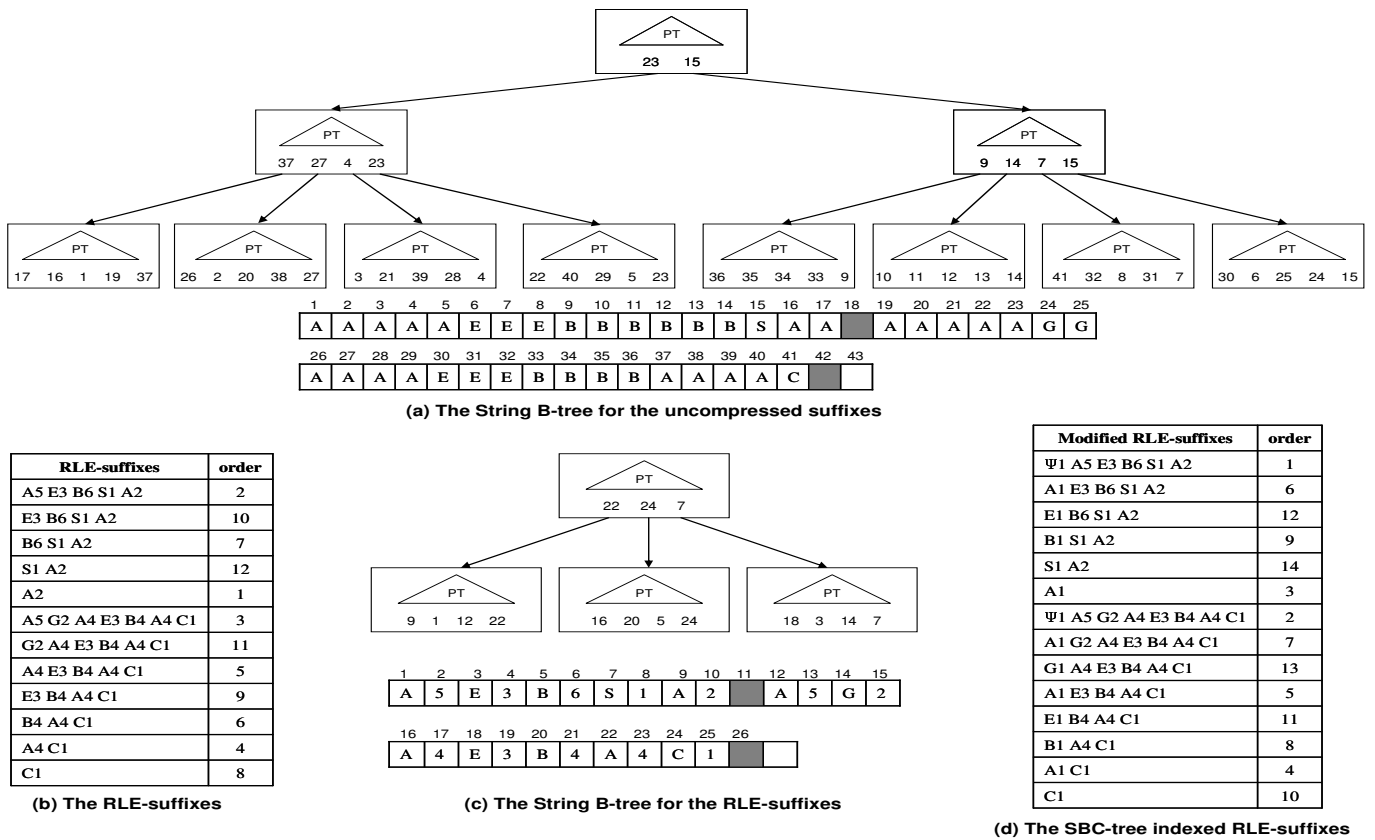 PT
23 15
PT
37 27 4 23
PT
9 14 7 15
PT
17 16 1 19 37
PT
26 2 20 38 27
PT
3 21 39 28 4
PT
22 40 29 5 23
PT
36 35 34 33 9
PT
10 11 12 13 14
PT
41 32 8 31 7
PT
30 6 25 24 15
1 2 3 4 5 6 7 8 9 10 11 12 13 14 15 16 17 18 19 20 21 22 23 24 25
A A A A A E E E B B B B B B S A A A A A A A G G
26 27 28 29 30 31 32 33 34 35 36 37 38 39 40 41 42 43
A A A A E E E B B B B A A A A C
(a) The String B-tree for the uncompressed suffixes
RLE-suffixes order
A5 E3 B6 S1 A2 2
E3 B6 S1 A2 10
B6 S1 A2 7
S1 A2 12
A2 1
A5 G2 A4 E3 B4 A4 C1 3
G2 A4 E3 B4 A4 C1 11
A4 E3 B4 A4 C1 5
E3 B4 A4 C1 9
B4 A4 C1 6
A4 C1 4
C1 8
(b) The RLE-suffixes
PT
22 24 7
PT
9 1 12 22
PT
16 20 5 24
PT
18 3 14 7
1 2 3 4 5 6 7 8 9 10 11 12 13 14 15
A 5 E 3 B 6 S 1 A 2 A 5 G 2
16 17 18 19 20 21 22 23 24 25 26
A 4 E 3 B 4 A 4 C 1
(c) The String B-tree for the RLE-suffixes
Modified RLE-suffixes order
Ψ1 A5 E3 B6 S1 A2 1
A1 E3 B6 S1 A2 6
E1 B6 S1 A2 12
B1 S1 A2 9
S1 A2 14
A1 3
Ψ1 A5 G2 A4 E3 B4 A4 C1 2
A1 G2 A4 E3 B4 A4 C1 7
G1 A4 E3 B4 A4 C1 13
A1 E3 B4 A4 C1 5
E1 B4 A4 C1 11
B1 A4 C1 8
A1 C1 4
C1 10
(d) The SBC-tree indexed RLE-suffixes